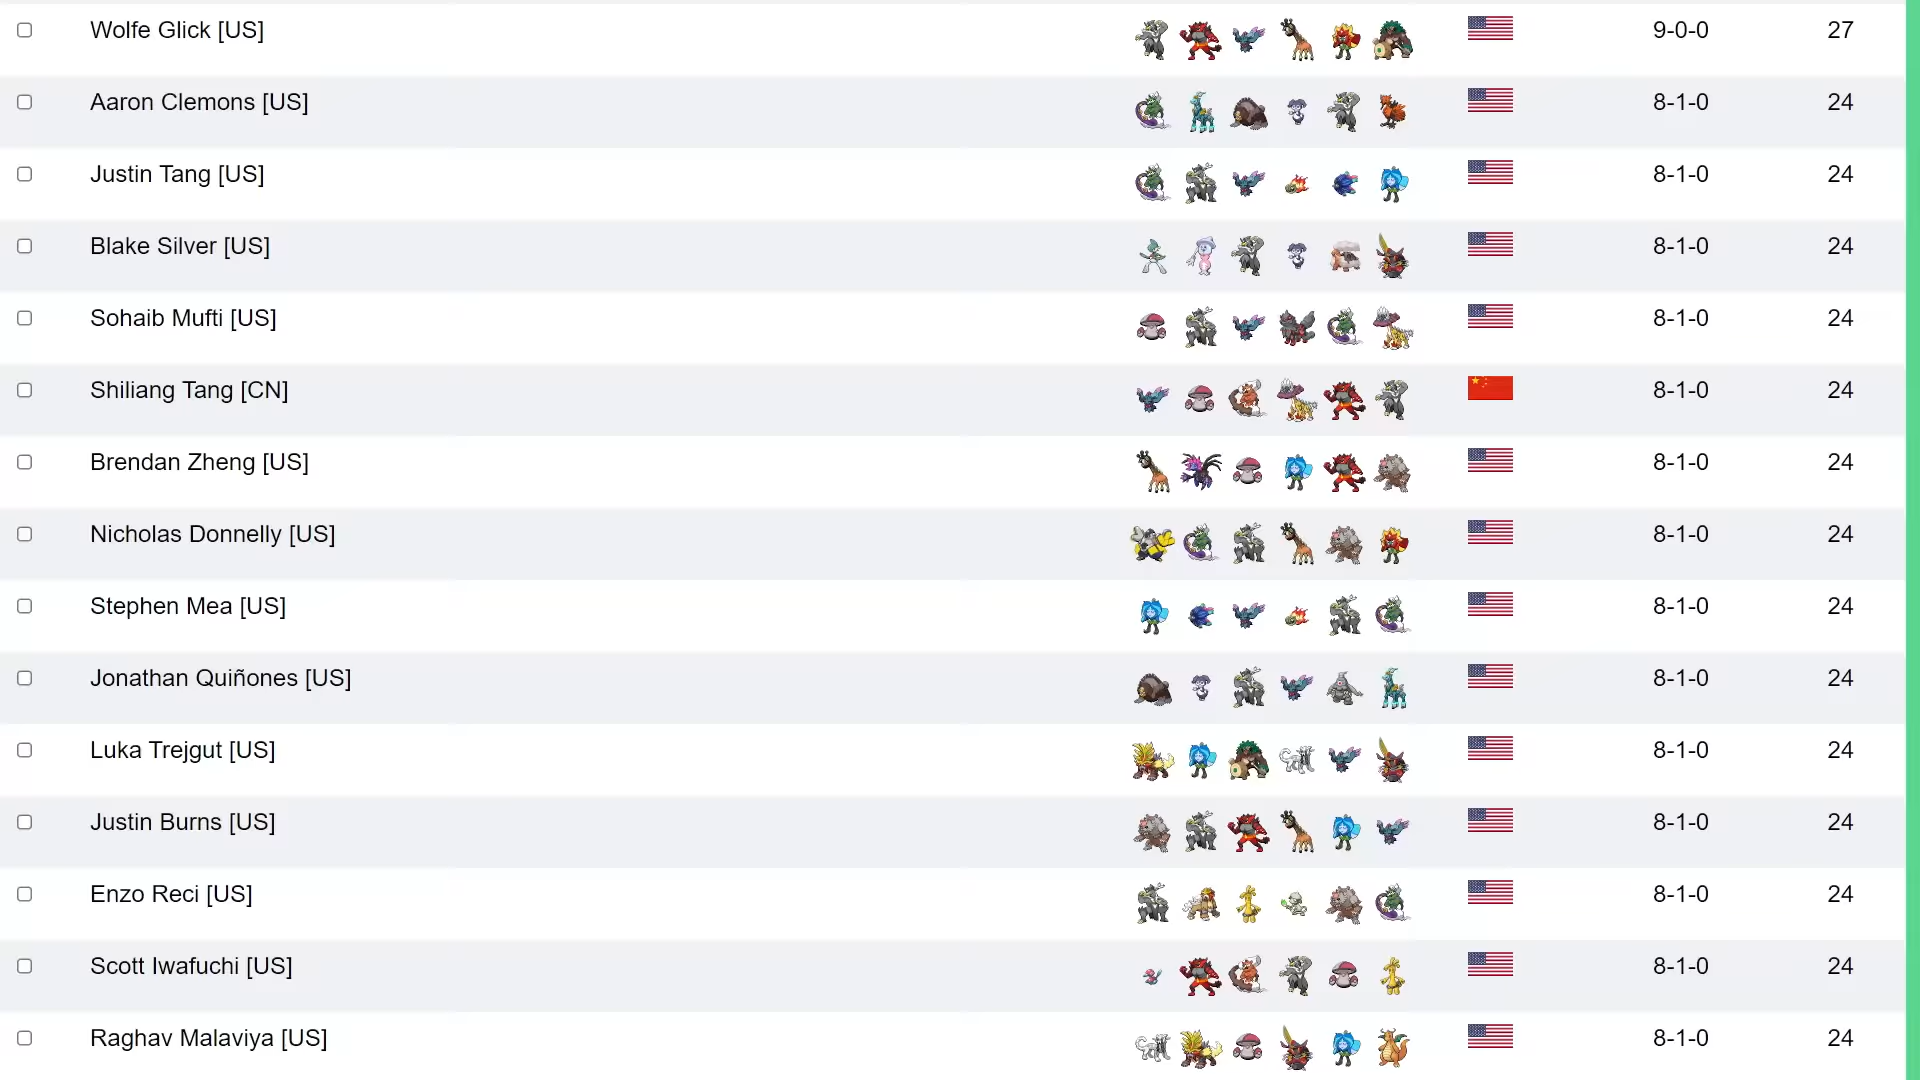 Wolfe Glick [US] 9-0-0 27
Aaron Clemons [US] 8-1-0 24
Justin Tang [US] 8-1-0 24
Blake Silver [US] 8-1-0 24
Sohaib Mufti [US] 8-1-0 24
Shiliang Tang [CN] 8-1-0 24
Brendan Zheng [US] 8-1-0 24
Nicholas Donnelly [US] 8-1-0 24
Stephen Mea [US] 8-1-0 24
Jonathan Quiñones [US] 8-1-0 24
Luka Trejgut [US] 8-1-0 24
Justin Burns [US] 8-1-0 24
Enzo Reci [US] 8-1-0 24
Scott Iwafuchi [US] 8-1-0 24
Raghav Malaviya [US] 8-1-0 24